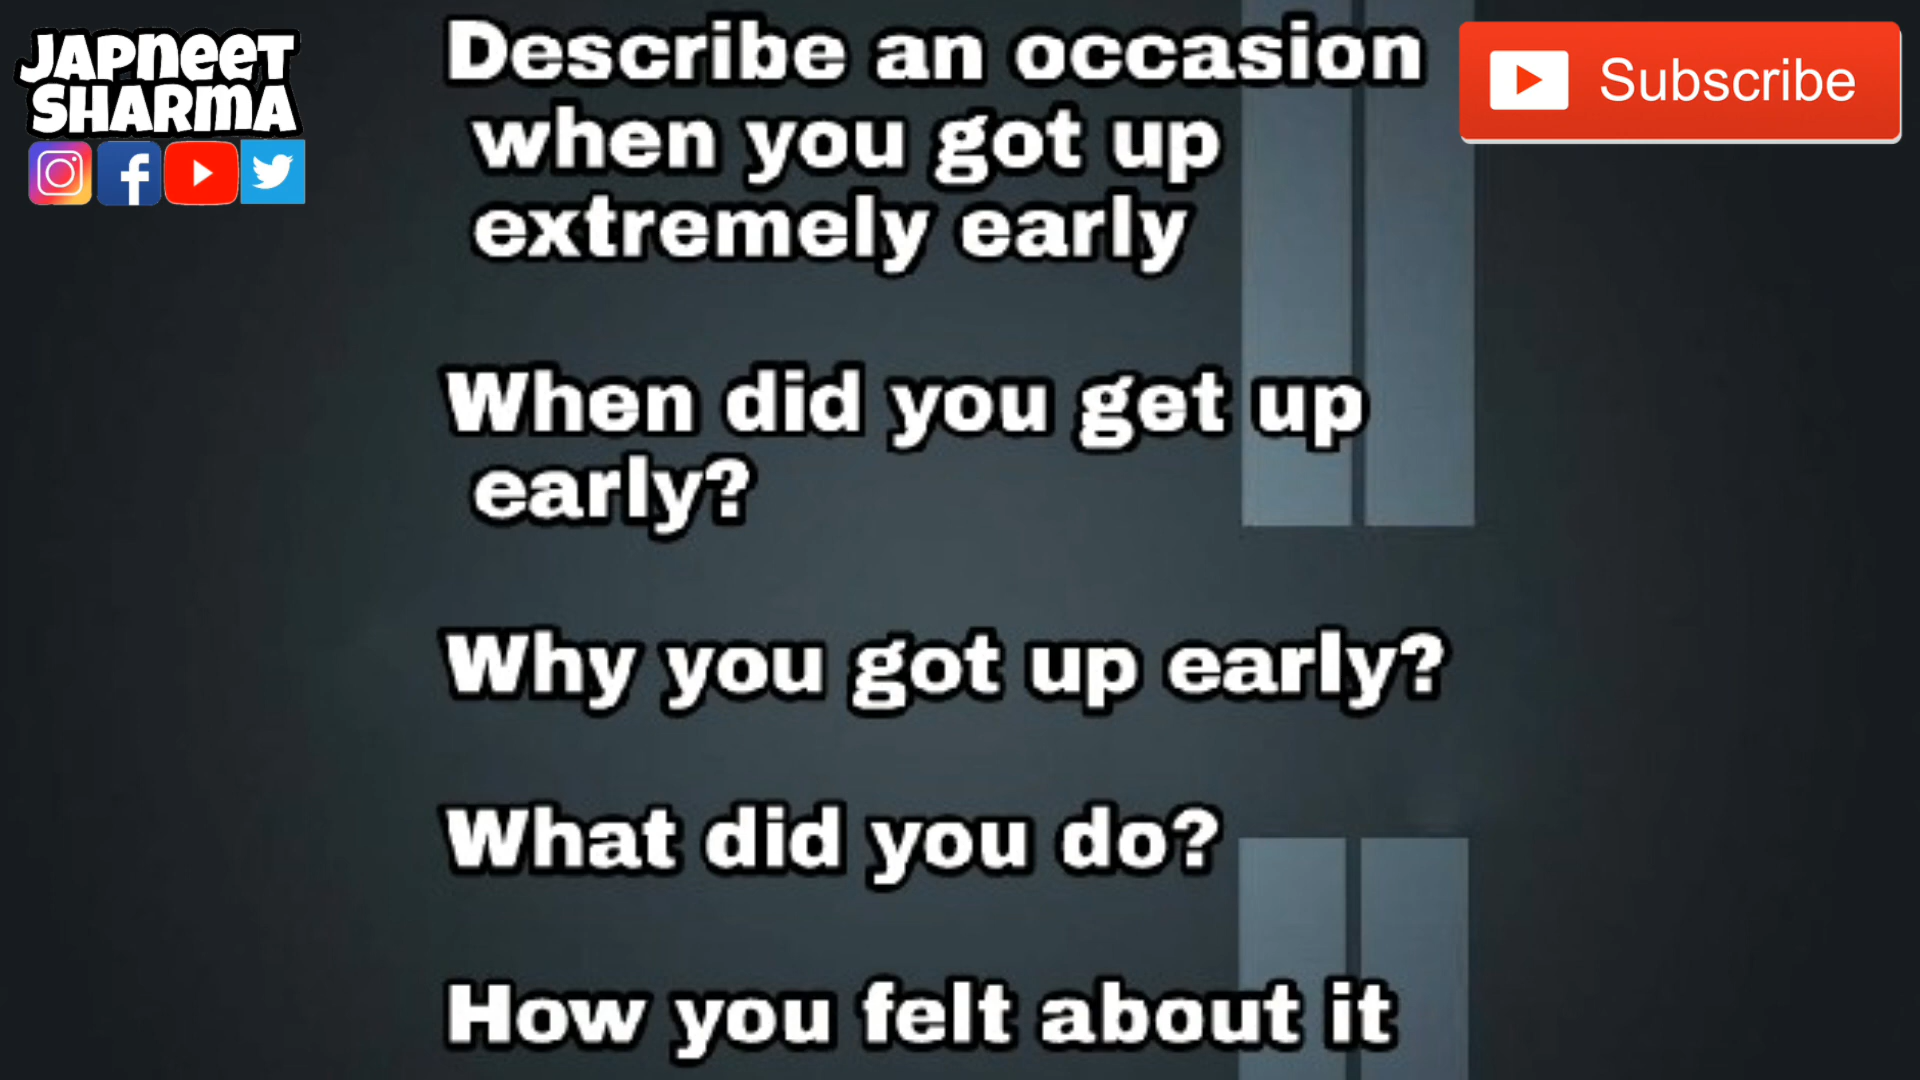 JAPNEET
SHARMA
Subscribe
Describe an occasion
when you got up
extremely early
When did you get up
early?
Why you got up early?
What did you do?
How you felt about it